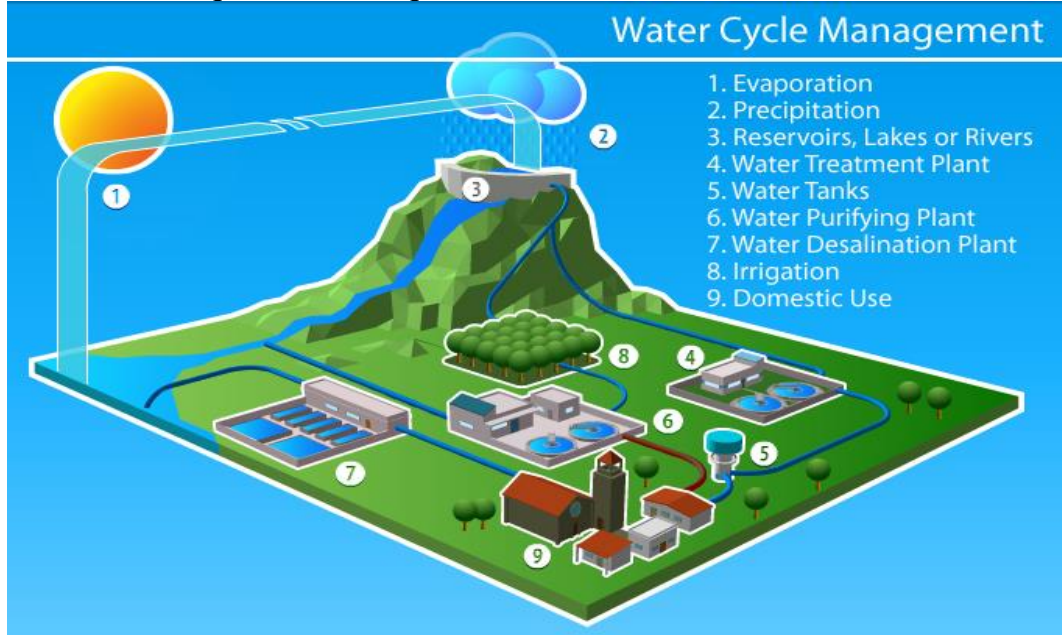 Water Cycle Management
1. Evaporation
2. Precipitation
3. Reservoirs, Lakes or Rivers
4. Water Treatment Plant
5. Water Tanks
6. Water Purifying Plant
7. Water Desalination Plant
8. Irrigation
9. Domestic Use
2
1
3
8
4
6
5
7
9